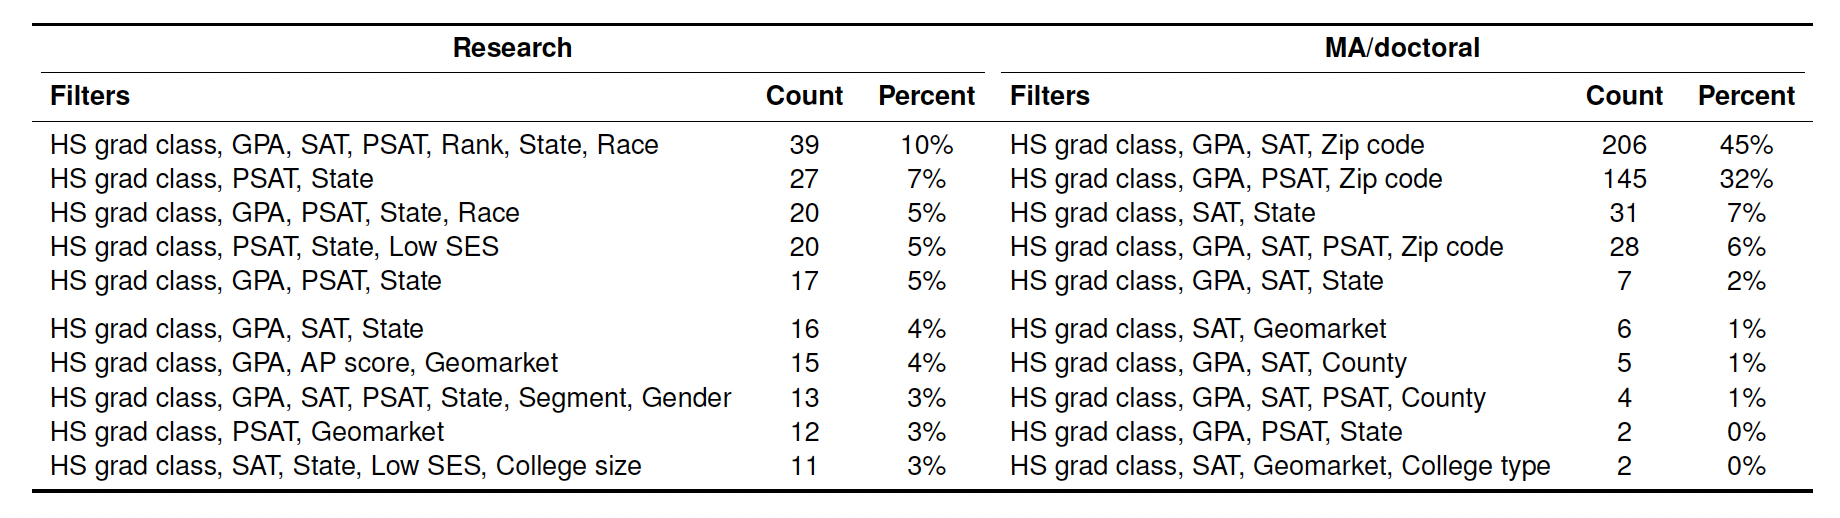 Research MA/doctoral
Filters Count Percent Filters Count Percent
HS grad class, GPA, SAT, PSAT, Rank, State, Race 39 10% HS grad class, GPA, SAT, Zip code 206 45%
HS grad class, PSAT, State 27 7% HS grad class, GPA, PSAT, Zip code 145 32%
HS grad class, GPA, PSAT, State, Race 20 5% HS grad class, SAT, State 31 7%
HS grad class, PSAT, State, Low SES 20 5% HS grad class, GPA, SAT, PSAT, Zip code 28 6%
HS grad class, GPA, PSAT, State 17 5% HS grad class, GPA, SAT, State 7 2%
HS grad class, GPA, SAT, State 16 4% HS grad class, SAT, Geomarket 6 1%
HS grad class, GPA, AP score, Geomarket 15 4% HS grad class, GPA, SAT, County 5 1%
HS grad class, GPA, SAT, PSAT, State, Segment, Gender 13 3% HS grad class, GPA, SAT, PSAT, County 4 1%
HS grad class, PSAT, Geomarket 12 3% HS grad class, GPA, PSAT, State 2 0%
HS grad class, SAT, State, Low SES, College size 11 3% HS grad class, SAT, Geomarket, College type 2 0%